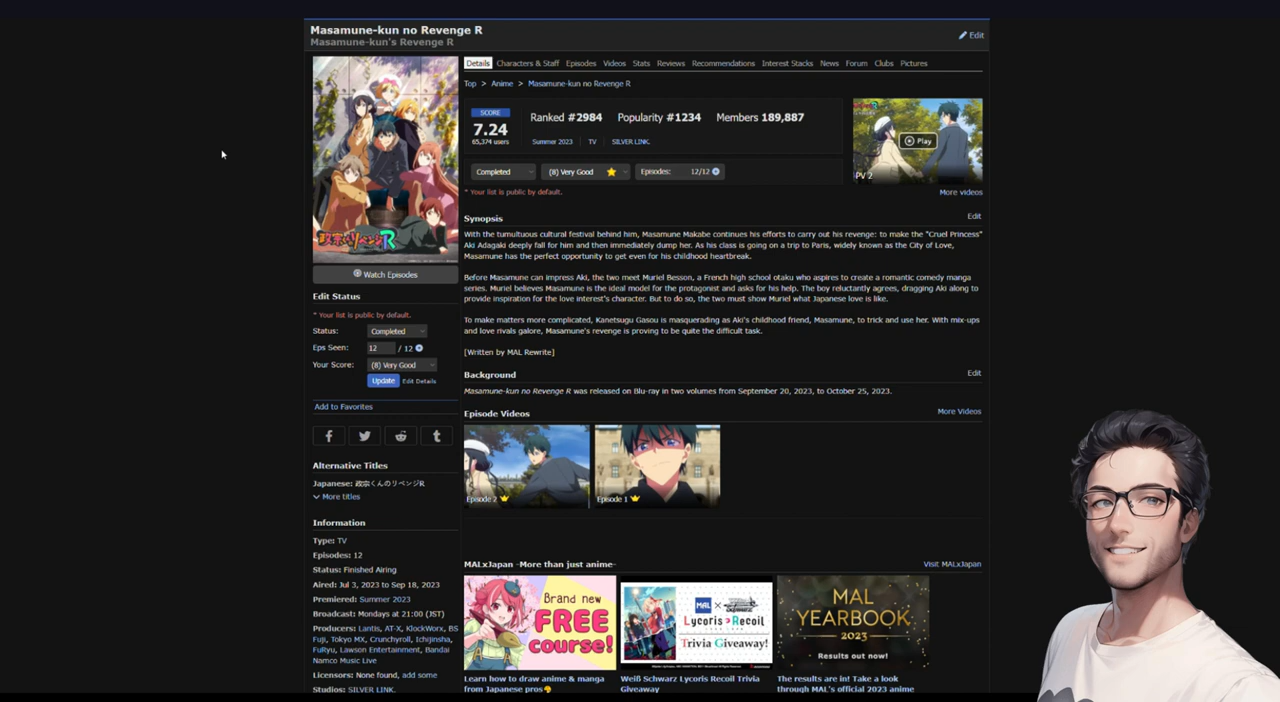 Masamune-kun no Revenge R
Masamune-kun's Revenge R
Edit
Details Characters & Staff Episodes Videos Stats Reviews Recommendations Interest Stacks News Forum Clubs Pictures
Top > Anime > Masamune-kun no Revenge R
SCORE
7.24
65,374 users
Ranked #2984 Popularity #1234 Members 189,887
Summer 2023 TV SILVER LINK.
Completed (8) Very Good Episodes: 12/12
* Your list is public by default.
Play
PV 2
More videos
Synopsis
Edit
With the tumultuous cultural festival behind him, Masamune Makabe continues his efforts to carry out his revenge: to make the "Cruel Princess"
Aki Adagaki deeply fall for him and then immediately dump her. As his class is going on a trip to Paris, widely known as the City of Love,
Masamune has the perfect opportunity to get even for his childhood heartbreak.
Before Masamune can impress Aki, the two meet Muriel Besson, a French high school otaku who aspires to create a romantic comedy manga
series. Muriel believes Masamune is the ideal model for the protagonist and asks for his help. The boy reluctantly agrees, dragging Aki along to
provide inspiration for the love interest's character. But to do so, the two must show Muriel what Japanese love is like.
To make matters more complicated, Kanetsugu Gasou is masquerading as Aki's childhood friend, Masamune, to trick and use her. With mix-ups
and love rivals galore, Masamune's revenge is proving to be quite the difficult task.
[Written by MAL Rewrite]
Background
Edit
Masamune-kun no Revenge R was released on Blu-ray in two volumes from September 20, 2023, to October 25, 2023.
Episode Videos
More Videos
Episode 2
Episode 1
MALxJapan -More than just anime-
Visit MALxJapan
Brand new
FREE
course!
MAL ×
Lycoris Recoil
Trivia Giveaway!
MAL
YEARBOOK
2023
Results out now!
Learn how to draw anime & manga
from Japanese pros
Weiß Schwarz Lycoris Recoil Trivia
Giveaway
The results are in! Take a look
through MAL's official 2023 anime
政宗くんのリベンジR
Watch Episodes
Edit Status
* Your list is public by default.
Status: Completed
Eps Seen: 12 / 12
Your Score: (8) Very Good
Update Edit Details
Add to Favorites
Alternative Titles
Japanese: 政宗くんのリベンジR
More titles
Information
Type: TV
Episodes: 12
Status: Finished Airing
Aired: Jul 3, 2023 to Sep 18, 2023
Premiered: Summer 2023
Broadcast: Mondays at 21:00 (JST)
Producers: Lantis, AT-X, KlockWorx, BS
Fuji, Tokyo MX, Crunchyroll, Ichijinsha,
FuRyu, Lawson Entertainment, Bandai
Namco Music Live
Licensors: None found, add some
Studios: SILVER LINK.